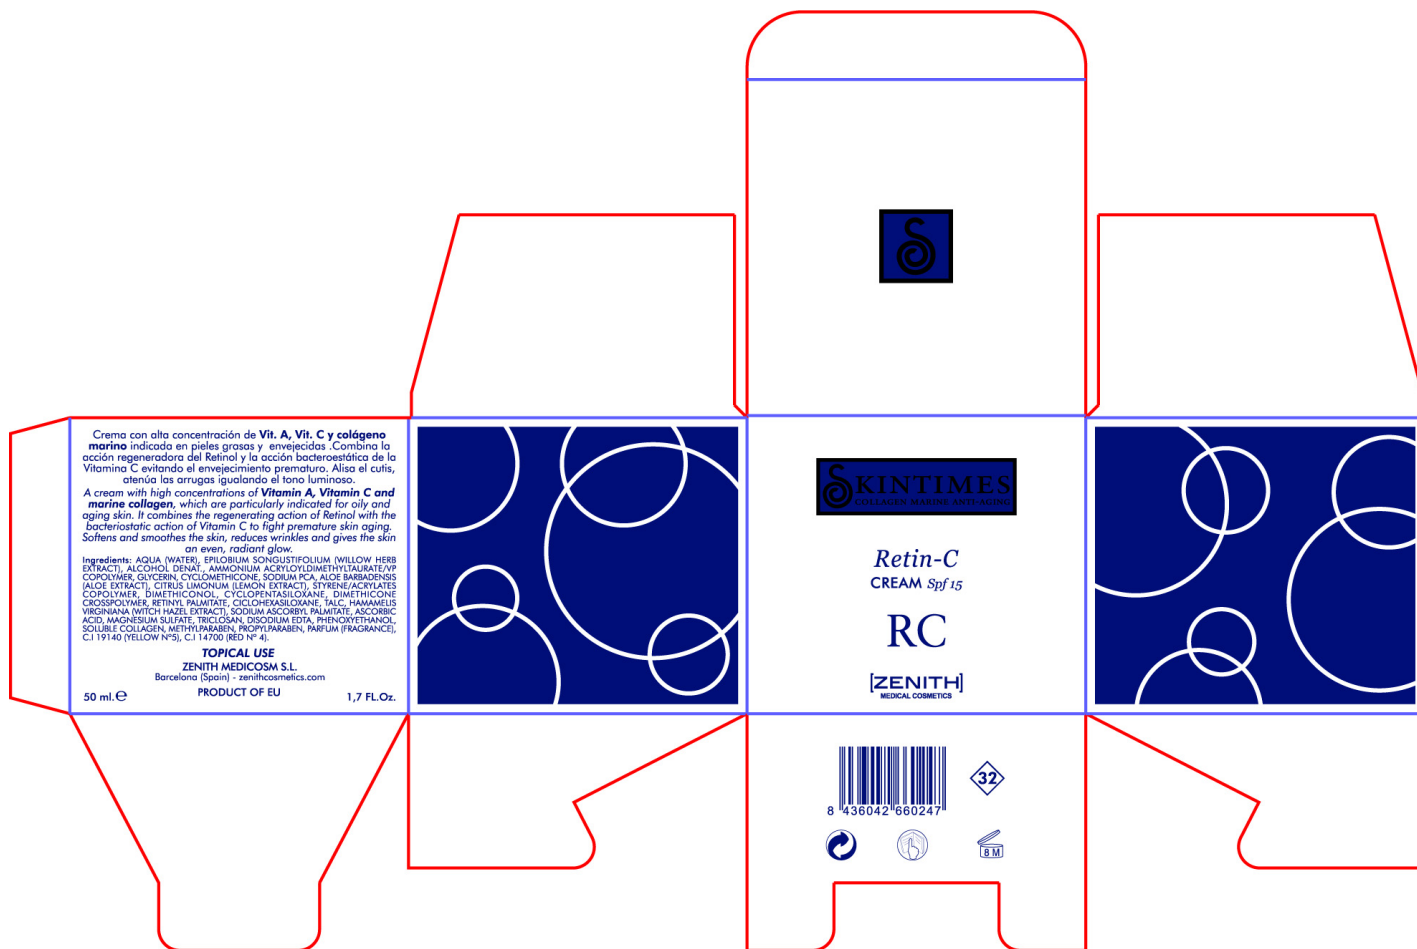 Crema con alta concentración de Vit. A, Vit. C y colágeno
marino indicada en pieles grasas y envejecidas .Combina la
acción regeneradora del Retinol y la acción bacteroestática de la
Vitamina C evitando el envejecimiento prematuro. Alisa el cutis,
atenúa las arrugas igualando el tono luminoso.
A cream with high concentrations of Vitamin A, Vitamin C and
marine collagen, which are particularly indicated for oily and
aging skin. It combines the regenerating action of Retinol with the
bacteriostatic action of Vitamin C to fight premature skin aging.
Softens and smoothes the skin, reduces wrinkles and gives the skin
an even, radiant glow.
Ingredients: AQUA (WATER), EPILOBIUM SONGUSTIFOLIUM (WILLOW HERB
EXTRACT), ALCOHOL DENAT., AMMONIUM ACRYLOYLDIMETHYLTAURATE/VP
COPOLYMER, GLYCERIN, CYCLOMETHICONE, SODIUM PCA, ALOE BARBADENSIS
(ALOE EXTRACT), CITRUS LIMONUM (LEMON EXTRACT), STYRENE/ACRYLATES
COPOLYMER, DIMETHICONOL, CYCLOPENTASILOXANE, DIMETHICONE
CROSSPOLYMER, RETINYL PALMITATE, CICLOHEXASILOXANE, TALC, HAMAMELIS
VIRGINIANA (WITCH HAZEL EXTRACT), SODIUM ASCORBYL PALMITATE, ASCORBIC
ACID, MAGNESIUM SULFATE, TRICLOSAN, DISODIUM EDTA, PHENOXYETHANOL,
SOLUBLE COLLAGEN, METHYLPARABEN, PROPYLPARABEN, PARFUM (FRAGRANCE),
C.I 19140 (YELLOW Nº5), C.I 14700 (RED Nº 4).
TOPICAL USE
ZENITH MEDICOSM S.L.
Barcelona (Spain) - zenithcosmetics.com
50 ml.℮ PRODUCT OF EU 1,7 FL.Oz.
SKINTIMES
COLLAGEN MARINE ANTI-AGING
Retin-C
CREAM Spf 15
RC
[ZENITH]
MEDICAL COSMETICS
32
8 436042 660247
8 M